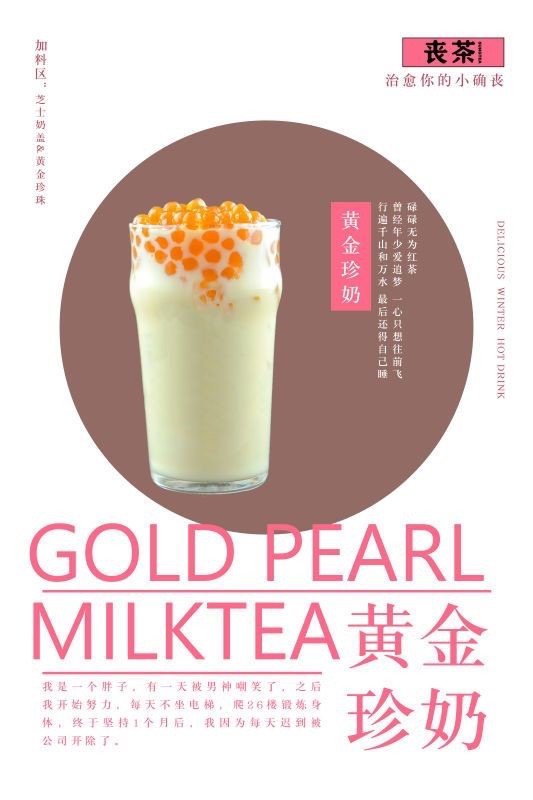 加料区：芝士奶盖&黄金珍珠
丧茶
治愈你的小确丧
黄金珍奶
碌碌无为红茶
曾经年少爱追梦 一心只想往前飞
行遍千山和万水 最后还得自己睡
DELICIOUS WINTER HOT DRINK
GOLD PEARL
MILKTEA
黄金
珍奶
我是一个胖子，有一天被男神嘲笑了，之后
我开始努力，每天不坐电梯，爬26楼锻炼身
体，终于坚持1个月后，我因为每天迟到被
公司开除了。